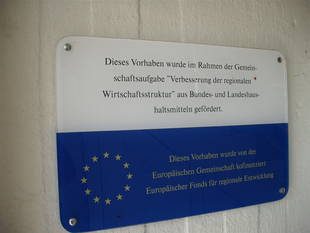 Dieses Vorhaben wurde im Rahmen der Gemein-
schaftsaufgabe "Verbesserung der regionalen
Wirtschaftsstruktur" aus Bundes- und Landeshaus-
haltsmitteln gefördert.
Dieses Vorhaben wurde von der
Europäischen Gemeinschaft kofinanziert
Europäischer Fonds für regionale Entwicklung